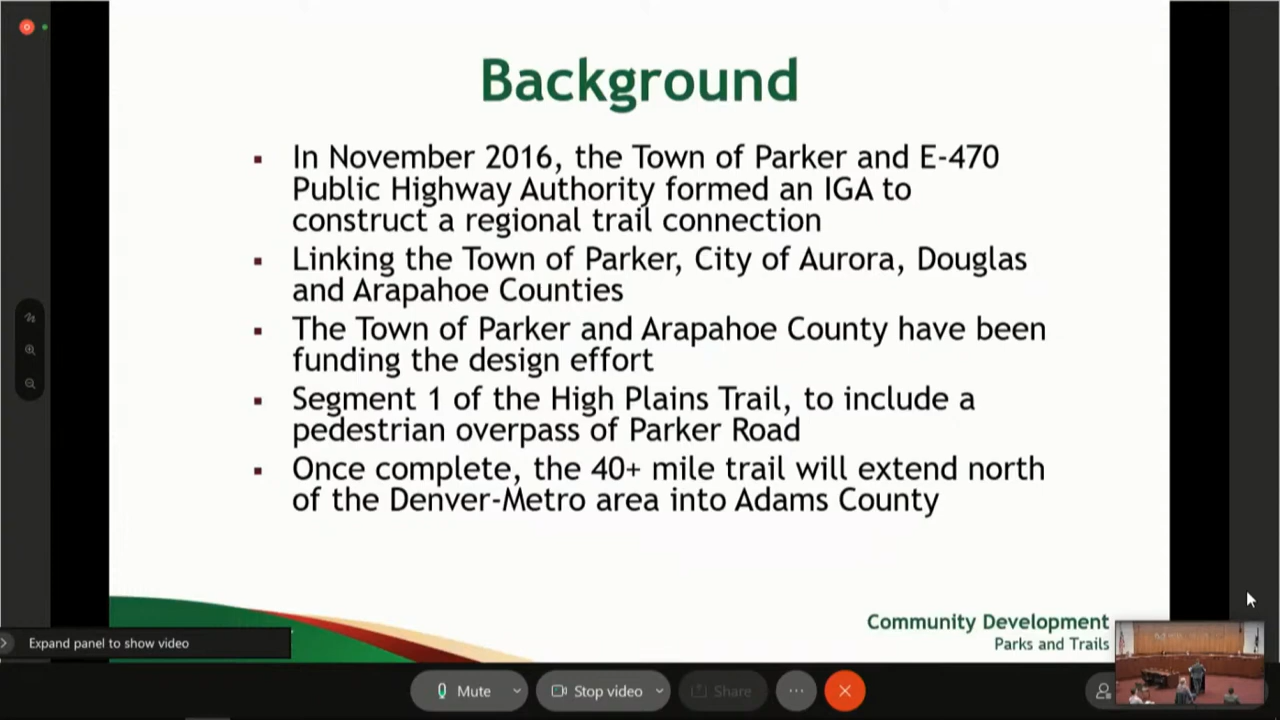 Background
▪ In November 2016, the Town of Parker and E-470
Public Highway Authority formed an IGA to
construct a regional trail connection
▪ Linking the Town of Parker, City of Aurora, Douglas
and Arapahoe Counties
▪ The Town of Parker and Arapahoe County have been
funding the design effort
▪ Segment 1 of the High Plains Trail, to include a
pedestrian overpass of Parker Road
▪ Once complete, the 40+ mile trail will extend north
of the Denver-Metro area into Adams County
Community Development
Parks and Trails
Expand panel to show video
Mute
Stop video
Share